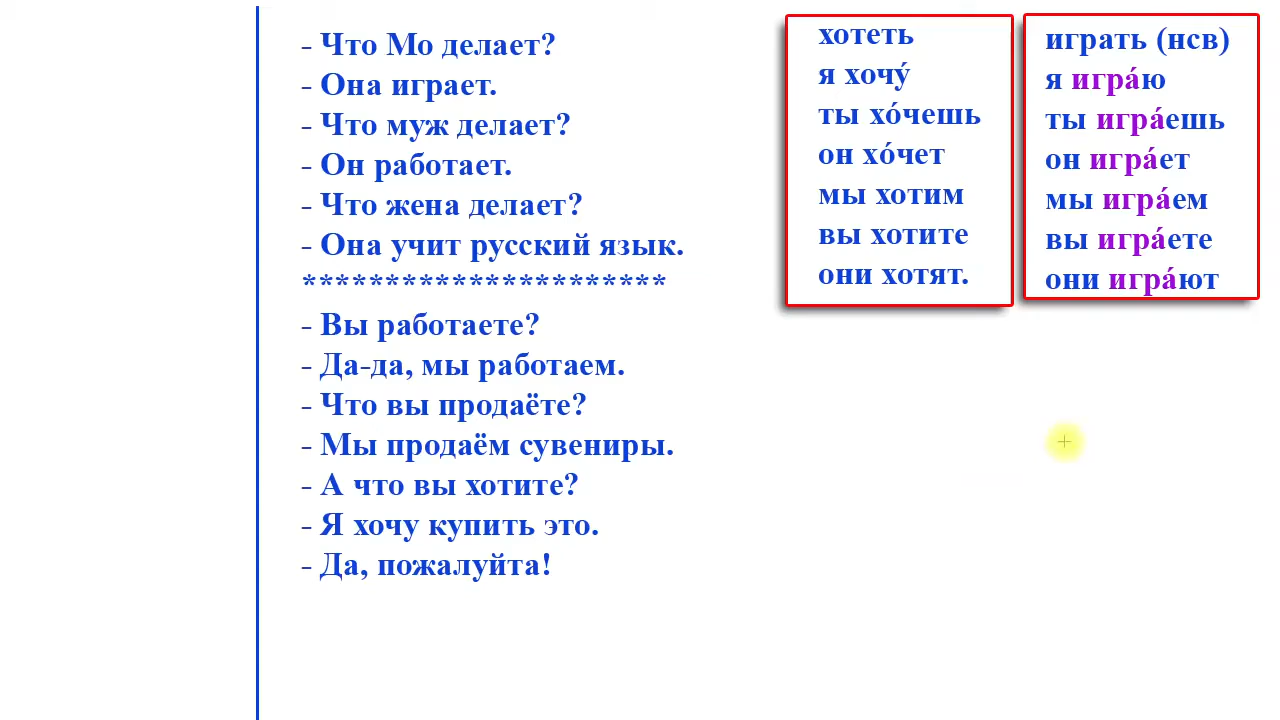 - Что Мо делает?
- Она играет.
- Что муж делает?
- Он работает.
- Что жена делает?
- Она учит русский язык.
**********************
- Вы работаете?
- Да-да, мы работаем.
- Что вы продаёте?
- Мы продаём сувениры.
- А что вы хотите?
- Я хочу купить это.
- Да, пожалуйта!
хотеть
я хочу́
ты хо́чешь
он хо́чет
мы хотим
вы хотите
они хотят.
играть (нсв)
я игра́ю
ты игра́ешь
он игра́ет
мы игра́ем
вы игра́ете
они игра́ют